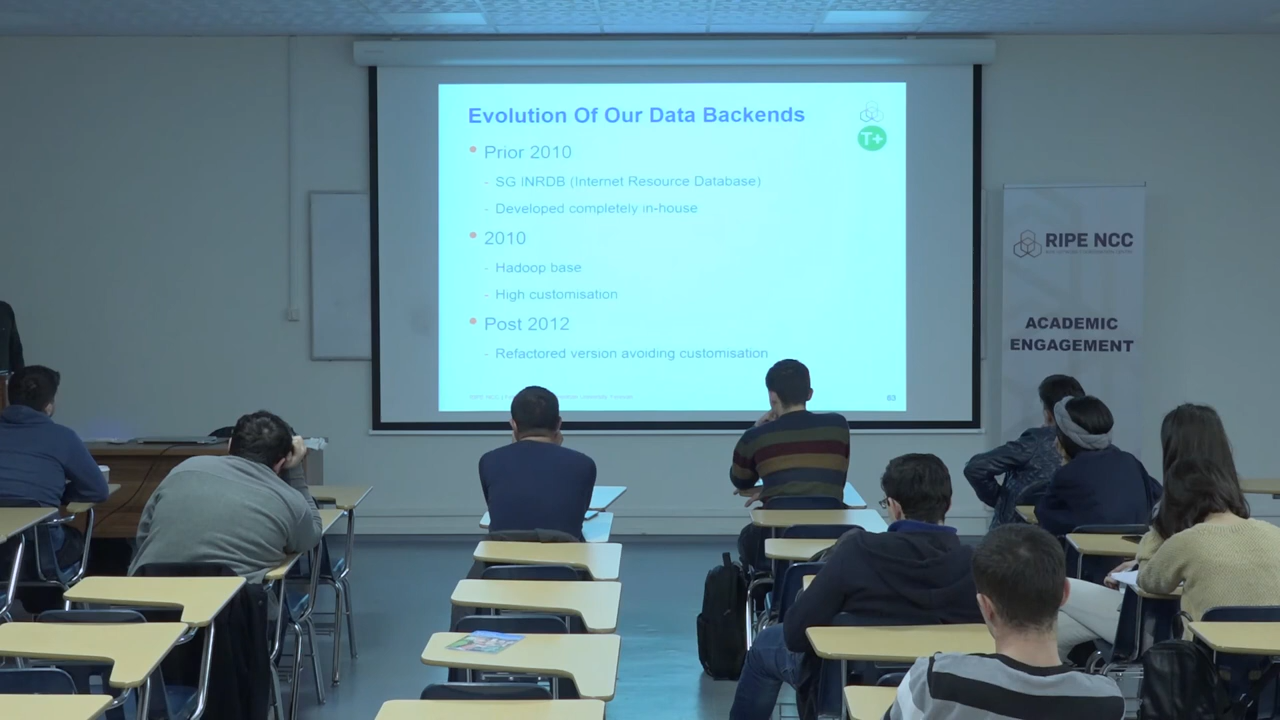 Evolution Of Our Data Backends
T+
• Prior 2010
- SG INRDB (Internet Resource Database)
- Developed completely in-house
• 2010
- Hadoop base
- High customisation
• Post 2012
- Refactored version avoiding customisation
63
RIPE NCC
ACADEMIC
ENGAGEMENT